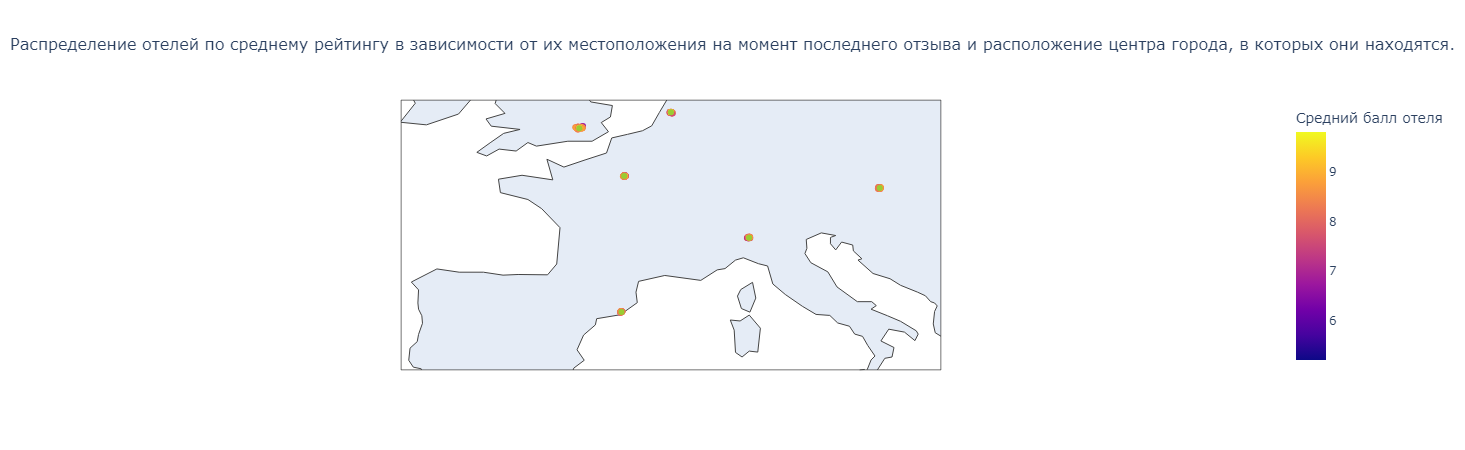 Распределение отелей по среднему рейтингу в зависимости от их местоположения на момент последнего отзыва и расположение центра города, в которых они находятся.
Средний балл отеля
9
8
7
6